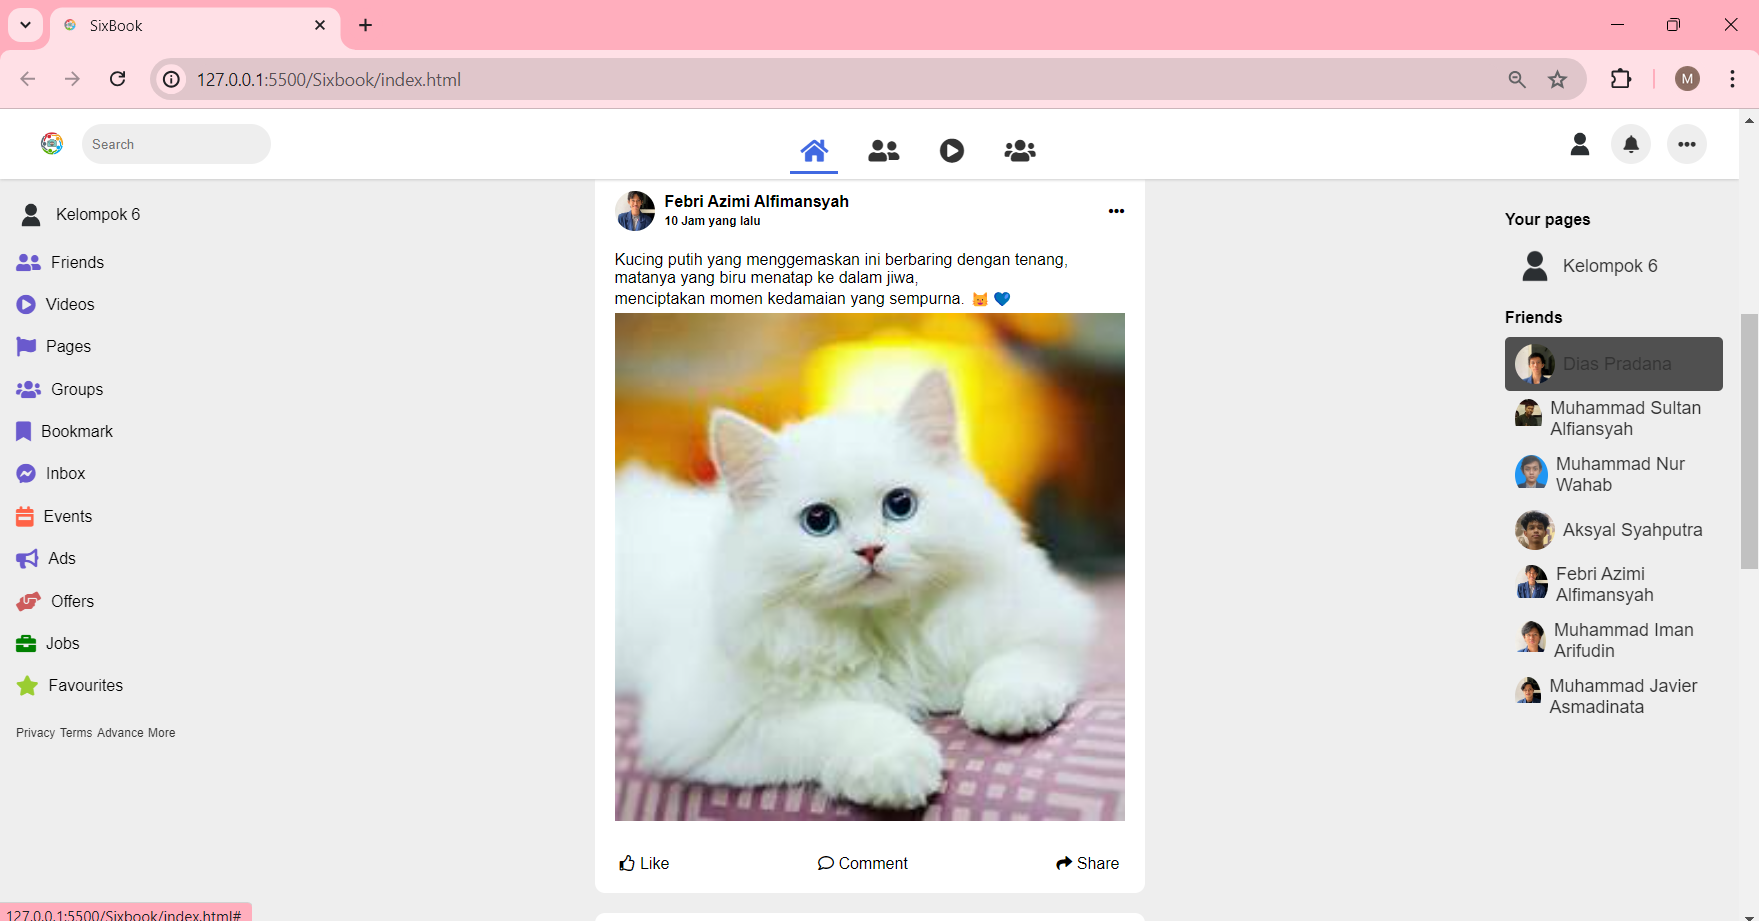 SixBook
127.0.0.1:5500/Sixbook/index.html
M
Search
Kelompok 6
Friends
Videos
Pages
Groups
Bookmark
Inbox
Events
Ads
Offers
Jobs
Favourites
Privacy Terms Advance More
Febri Azimi Alfimansyah
10 Jam yang lalu
Kucing putih yang menggemaskan ini berbaring dengan tenang,
matanya yang biru menatap ke dalam jiwa,
menciptakan momen kedamaian yang sempurna. 😺 💙
Like
Comment
Share
Your pages
Kelompok 6
Friends
Dias Pradana
Muhammad Sultan
Alfiansyah
Muhammad Nur
Wahab
Aksyal Syahputra
Febri Azimi
Alfimansyah
Muhammad Iman
Arifudin
Muhammad Javier
Asmadinata
127.0.0.1:5500/Sixbook/index.html#